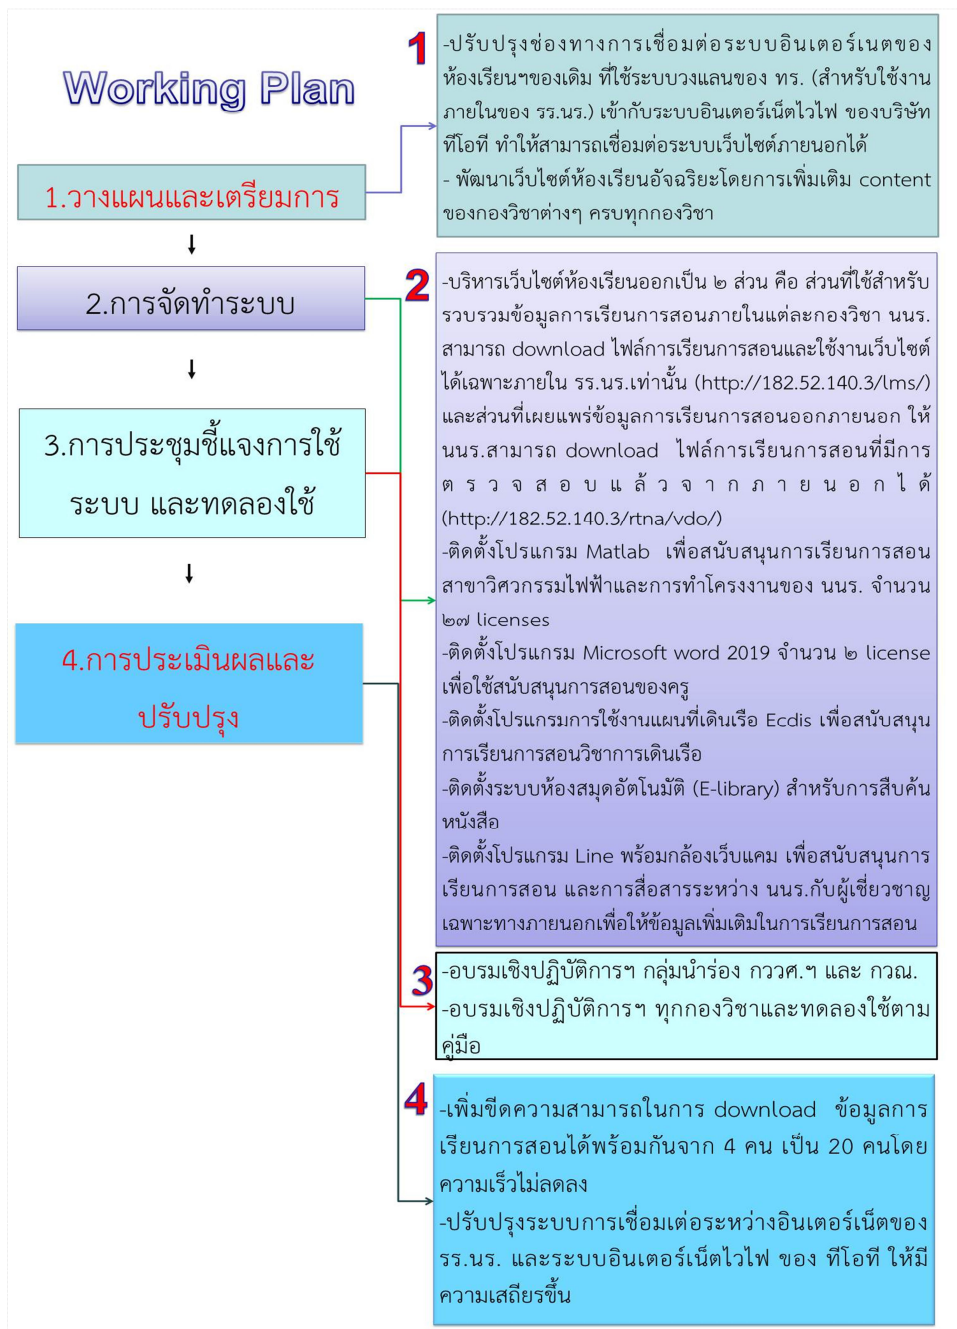 Working Plan
1.วางแผนและเตรียมการ
2.การจัดทำระบบ
3.การประชุมชี้แจงการใช้
ระบบ และทดลองใช้
4.การประเมินผลและ
ปรับปรุง
1
-ปรับปรุงช่องทางการเชื่อมต่อระบบอินเตอร์เนตของ
ห้องเรียนฯของเดิม ที่ใช้ระบบวงแลนของ ทร. (สำหรับใช้งาน
ภายในของ รร.นร.) เข้ากับระบบอินเตอร์เน็ตไวไฟ ของบริษัท
ทีโอที ทำให้สามารถเชื่อมต่อระบบเว็บไซต์ภายนอกได้
- พัฒนาเว็บไซต์ห้องเรียนอัจฉริยะโดยการเพิ่มเติม content
ของกองวิชาต่างๆ ครบทุกกองวิชา
2
-บริหารเว็บไซต์ห้องเรียนออกเป็น ๒ ส่วน คือ ส่วนที่ใช้สำหรับ
รวบรวมข้อมูลการเรียนการสอนภายในแต่ละกองวิชา นนร.
สามารถ download ไฟล์การเรียนการสอนและใช้งานเว็บไซต์
ได้เฉพาะภายใน รร.นร.เท่านั้น (http://182.52.140.3/lms/)
และส่วนที่เผยแพร่ข้อมูลการเรียนการสอนออกภายนอก ให้
นนร.สามารถ download ไฟล์การเรียนการสอนที่มีการ
ตรวจสอบแล้วจากภายนอกได้
(http://182.52.140.3/rtna/vdo/)
-ติดตั้งโปรแกรม Matlab เพื่อสนับสนุนการเรียนการสอน
สาขาวิศวกรรมไฟฟ้าและการทำโครงงานของ นนร. จำนวน
๒๗ licenses
-ติดตั้งโปรแกรม Microsoft word 2019 จำนวน ๒ license
เพื่อใช้สนับสนุนการสอนของครู
-ติดตั้งโปรแกรมการใช้งานแผนที่เดินเรือ Ecdis เพื่อสนับสนุน
การเรียนการสอนวิชาการเดินเรือ
-ติดตั้งระบบห้องสมุดอัตโนมัติ (E-library) สำหรับการสืบค้น
หนังสือ
-ติดตั้งโปรแกรม Line พร้อมกล้องเว็บแคม เพื่อสนับสนุนการ
เรียนการสอน และการสื่อสารระหว่าง นนร.กับผู้เชี่ยวชาญ
เฉพาะทางภายนอกเพื่อให้ข้อมูลเพิ่มเติมในการเรียนการสอน
3
-อบรมเชิงปฏิบัติการฯ กลุ่มนำร่อง กววศ.ฯ และ กวณ.
-อบรมเชิงปฏิบัติการฯ ทุกกองวิชาและทดลองใช้ตาม
คู่มือ
4
-เพิ่มขีดความสามารถในการ download ข้อมูลการ
เรียนการสอนได้พร้อมกันจาก 4 คน เป็น 20 คนโดย
ความเร็วไม่ลดลง
-ปรับปรุงระบบการเชื่อมเต่อระหว่างอินเตอร์เน็ตของ
รร.นร. และระบบอินเตอร์เน็ตไวไฟ ของ ทีโอที ให้มี
ความเสถียรขึ้น